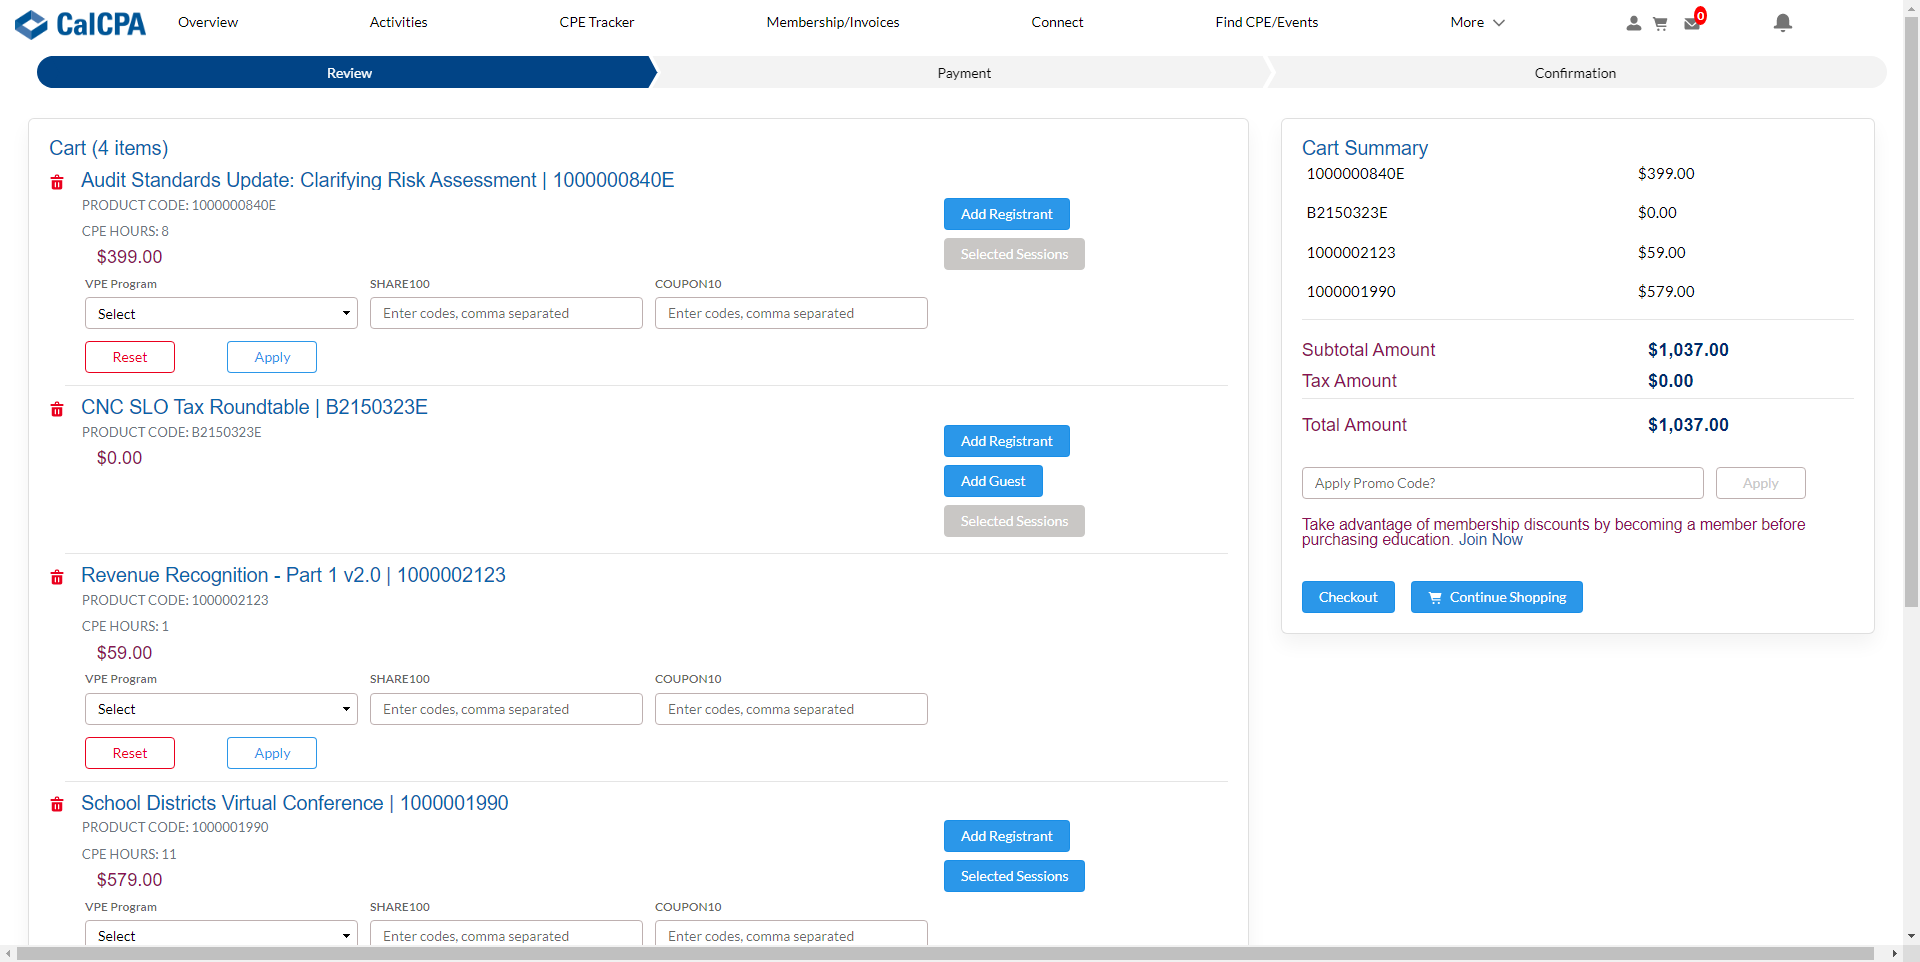 CalCPA
Overview
Activities
CPE Tracker
Membership/Invoices
Connect
Find CPE/Events
More
0
Review
Payment
Confirmation
Cart (4 items)
Audit Standards Update: Clarifying Risk Assessment | 1000000840E
PRODUCT CODE: 1000000840E
CPE HOURS: 8
$399.00
Add Registrant
Selected Sessions
VPE Program
SHARE100
COUPON10
Select
Enter codes, comma separated
Enter codes, comma separated
Reset
Apply
CNC SLO Tax Roundtable | B2150323E
PRODUCT CODE: B2150323E
$0.00
Add Registrant
Add Guest
Selected Sessions
Revenue Recognition - Part 1 v2.0 | 1000002123
PRODUCT CODE: 1000002123
CPE HOURS: 1
$59.00
VPE Program
SHARE100
COUPON10
Select
Enter codes, comma separated
Enter codes, comma separated
Reset
Apply
School Districts Virtual Conference | 1000001990
PRODUCT CODE: 1000001990
CPE HOURS: 11
$579.00
Add Registrant
Selected Sessions
VPE Program
SHARE100
COUPON10
Select
Enter codes, comma separated
Enter codes, comma separated
Cart Summary
1000000840E $399.00
B2150323E $0.00
1000002123 $59.00
1000001990 $579.00
Subtotal Amount $1,037.00
Tax Amount $0.00
Total Amount $1,037.00
Apply Promo Code?
Apply
Take advantage of membership discounts by becoming a member before
purchasing education. Join Now
Checkout
Continue Shopping